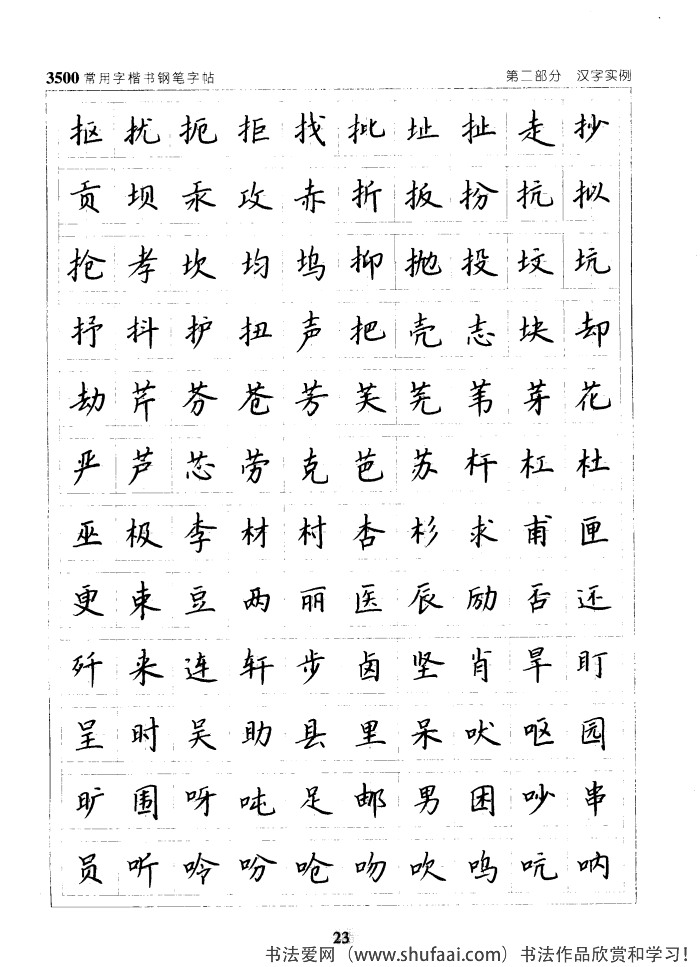 3500常用字楷书钢笔字帖 第二部分 汉字实例
抠扰扼拒找批址扯走抄
贡坝汞攻赤折扳扮抗拟
抢孝坎均坞抑抛投坟坑
抒抖护扭声把壳志块却
劫芹芬苍芳芙芜苇芽花
严芦芯劳克芭苏杆杠杜
巫极李材村杏杉求甫匣
更束豆两丽医辰励否还
歼来连轩步卤坚肖旱盯
呈时吴助县里呆吠呕园
旷围呀吨足邮男困吵串
员听吟吩呛吻吹鸣吭呐
23
书法爱网（www.shufaai.com）书法作品欣赏和学习！